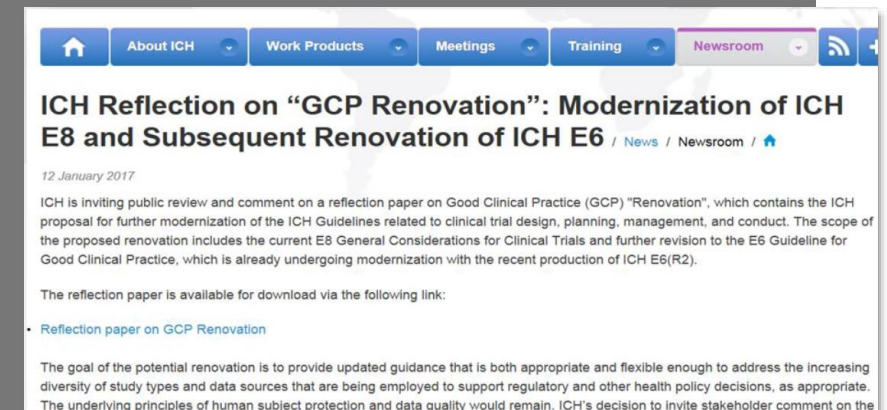 About ICH Work Products Meetings Training Newsroom
ICH Reflection on “GCP Renovation”: Modernization of ICH
E8 and Subsequent Renovation of ICH E6 / News / Newsroom /
12 January 2017
ICH is inviting public review and comment on a reflection paper on Good Clinical Practice (GCP) "Renovation", which contains the ICH
proposal for further modernization of the ICH Guidelines related to clinical trial design, planning, management, and conduct. The scope of
the proposed renovation includes the current E8 General Considerations for Clinical Trials and further revision to the E6 Guideline for
Good Clinical Practice, which is already undergoing modernization with the recent production of ICH E6(R2).
The reflection paper is available for download via the following link:
• Reflection paper on GCP Renovation
The goal of the potential renovation is to provide updated guidance that is both appropriate and flexible enough to address the increasing
diversity of study types and data sources that are being employed to support regulatory and other health policy decisions, as appropriate.
The underlying principles of human subject protection and data quality would remain. ICH's decision to invite stakeholder comment on the